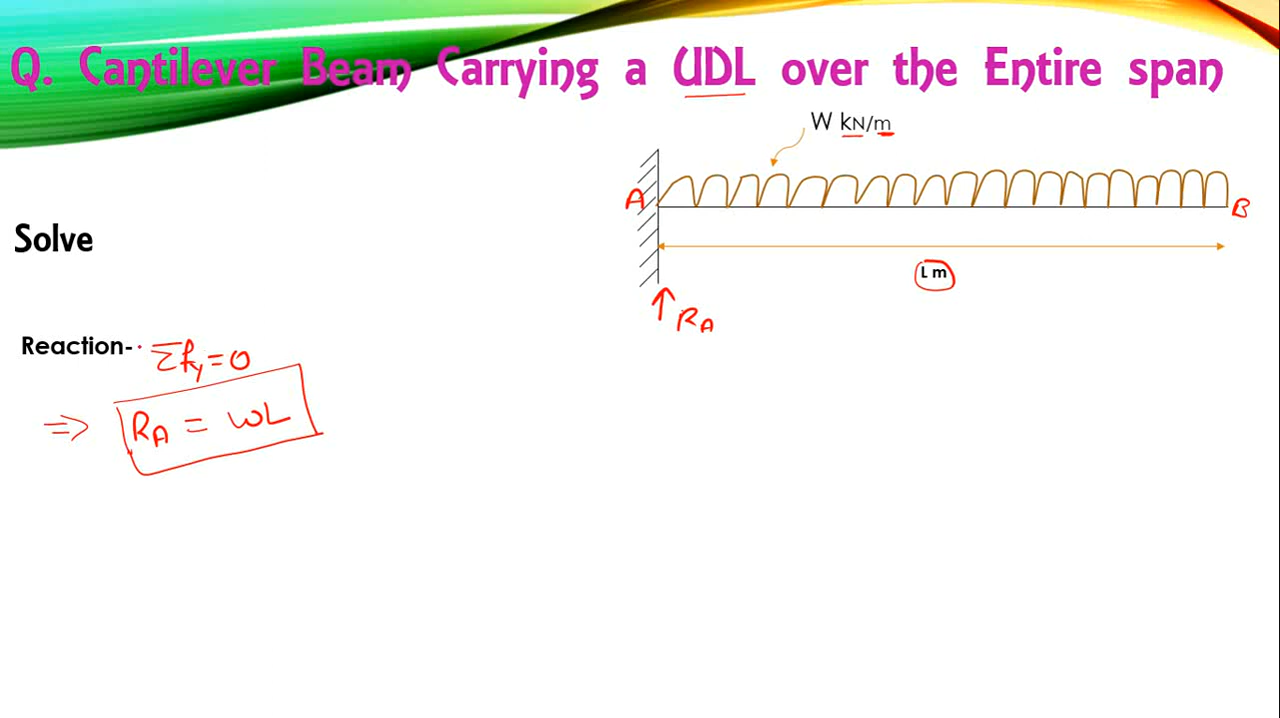 Q. Cantilever Beam Carrying a UDL over the Entire span
W kN/m
A
B
Solve
L m
RA
Reaction-
Σfy=0
⇒ RA = WL